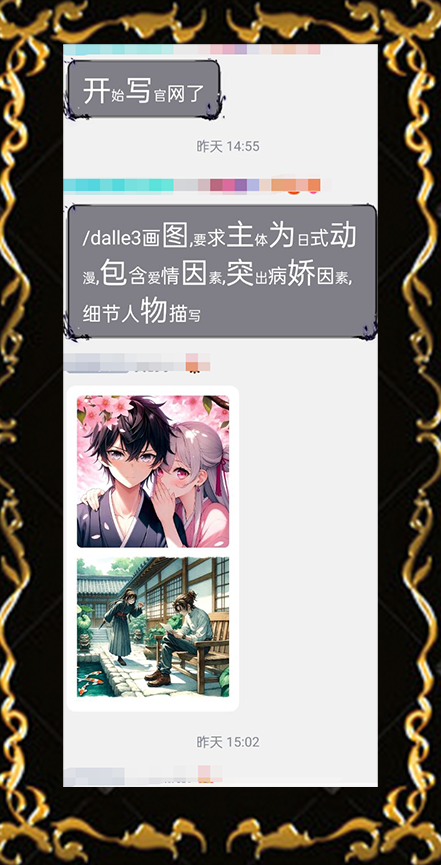 开始写官网了
昨天 14:55
/dalle3画图,要求主体为日式动
漫,包含爱情因素,突出病娇因素,
细节人物描写
昨天 15:02